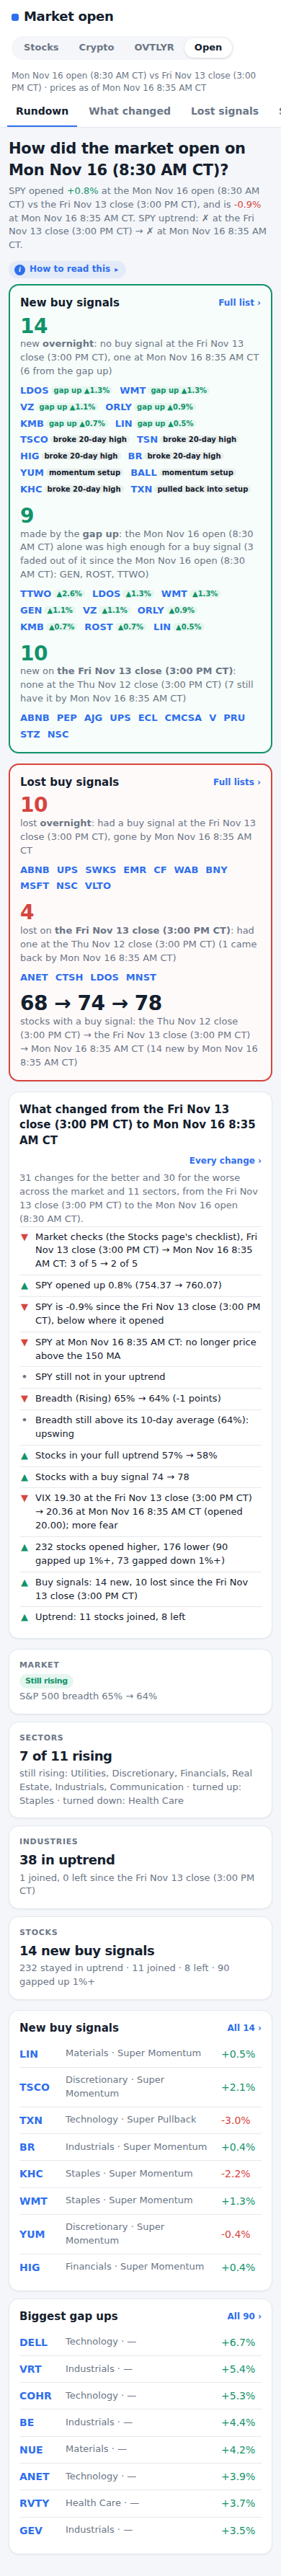 Market open
Stocks Crypto OVTLYR Open
Mon Nov 16 open (8:30 AM CT) vs Fri Nov 13 close (3:00
PM CT) · prices as of Mon Nov 16 8:35 AM CT
Rundown What changed Lost signals
How did the market open on
Mon Nov 16 (8:30 AM CT)?
SPY opened +0.8% at the Mon Nov 16 open (8:30 AM
CT) vs the Fri Nov 13 close (3:00 PM CT), and is -0.9%
at Mon Nov 16 8:35 AM CT. SPY uptrend: ✗ at the Fri
Nov 13 close (3:00 PM CT) → ✗ at Mon Nov 16 8:35 AM
CT.
i How to read this ▸
New buy signals Full list ›
14
new overnight: no buy signal at the Fri Nov 13
close (3:00 PM CT), one at Mon Nov 16 8:35 AM CT
(6 from the gap up)
LDOS gap up ▲1.3% WMT gap up ▲1.3%
VZ gap up ▲1.1% ORLY gap up ▲0.9%
KMB gap up ▲0.7% LIN gap up ▲0.5%
TSCO broke 20-day high TSN broke 20-day high
HIG broke 20-day high BR broke 20-day high
YUM momentum setup BALL momentum setup
KHC broke 20-day high TXN pulled back into setup
9
made by the gap up: the Mon Nov 16 open (8:30
AM CT) alone was high enough for a buy signal (3
faded out of it since the Mon Nov 16 open (8:30
AM CT): GEN, ROST, TTWO)
TTWO ▲2.6% LDOS ▲1.3% WMT ▲1.3%
GEN ▲1.1% VZ ▲1.1% ORLY ▲0.9%
KMB ▲0.7% ROST ▲0.7% LIN ▲0.5%
10
new on the Fri Nov 13 close (3:00 PM CT):
none at the Thu Nov 12 close (3:00 PM CT) (7 still
have it by Mon Nov 16 8:35 AM CT)
ABNB PEP AJG UPS ECL CMCSA V PRU
STZ NSC
Lost buy signals Full lists ›
10
lost overnight: had a buy signal at the Fri Nov 13
close (3:00 PM CT), gone by Mon Nov 16 8:35 AM
CT
ABNB UPS SWKS EMR CF WAB BNY
MSFT NSC VLTO
4
lost on the Fri Nov 13 close (3:00 PM CT): had
one at the Thu Nov 12 close (3:00 PM CT) (1 came
back by Mon Nov 16 8:35 AM CT)
ANET CTSH LDOS MNST
68 → 74 → 78
stocks with a buy signal: the Thu Nov 12 close
(3:00 PM CT) → the Fri Nov 13 close (3:00 PM CT)
→ Mon Nov 16 8:35 AM CT (14 new by Mon Nov 16
8:35 AM CT)
What changed from the Fri Nov 13
close (3:00 PM CT) to Mon Nov 16 8:35
AM CT
Every change ›
31 changes for the better and 30 for the worse
across the market and 11 sectors, from the Fri Nov
13 close (3:00 PM CT) to the Mon Nov 16 open
(8:30 AM CT).
▼ Market checks (the Stocks page's checklist), Fri
Nov 13 close (3:00 PM CT) → Mon Nov 16 8:35
AM CT: 3 of 5 → 2 of 5
▲ SPY opened up 0.8% (754.37 → 760.07)
▼ SPY is -0.9% since the Fri Nov 13 close (3:00 PM
CT), below where it opened
▼ SPY at Mon Nov 16 8:35 AM CT: no longer price
above the 150 MA
• SPY still not in your uptrend
▼ Breadth (Rising) 65% → 64% (-1 points)
• Breadth still above its 10-day average (64%):
upswing
▲ Stocks in your full uptrend 57% → 58%
▲ Stocks with a buy signal 74 → 78
▼ VIX 19.30 at the Fri Nov 13 close (3:00 PM CT)
→ 20.36 at Mon Nov 16 8:35 AM CT (opened
20.00); more fear
▲ 232 stocks opened higher, 176 lower (90
gapped up 1%+, 73 gapped down 1%+)
▲ Buy signals: 14 new, 10 lost since the Fri Nov
13 close (3:00 PM CT)
▲ Uptrend: 11 stocks joined, 8 left
MARKET
Still rising
S&P 500 breadth 65% → 64%
SECTORS
7 of 11 rising
still rising: Utilities, Discretionary, Financials, Real
Estate, Industrials, Communication · turned up:
Staples · turned down: Health Care
INDUSTRIES
38 in uptrend
1 joined, 0 left since the Fri Nov 13 close (3:00 PM
CT)
STOCKS
14 new buy signals
232 stayed in uptrend · 11 joined · 8 left · 90
gapped up 1%+
New buy signals All 14 ›
LIN Materials · Super Momentum +0.5%
TSCO Discretionary · Super
Momentum +2.1%
TXN Technology · Super Pullback -3.0%
BR Industrials · Super Momentum +0.4%
KHC Staples · Super Momentum -2.2%
WMT Staples · Super Momentum +1.3%
YUM Discretionary · Super
Momentum -0.4%
HIG Financials · Super Momentum +0.4%
Biggest gap ups All 90 ›
DELL Technology · — +6.7%
VRT Industrials · — +5.4%
COHR Technology · — +5.3%
BE Industrials · — +4.4%
NUE Materials · — +4.2%
ANET Technology · — +3.9%
RVTY Health Care · — +3.7%
GEV Industrials · — +3.5%